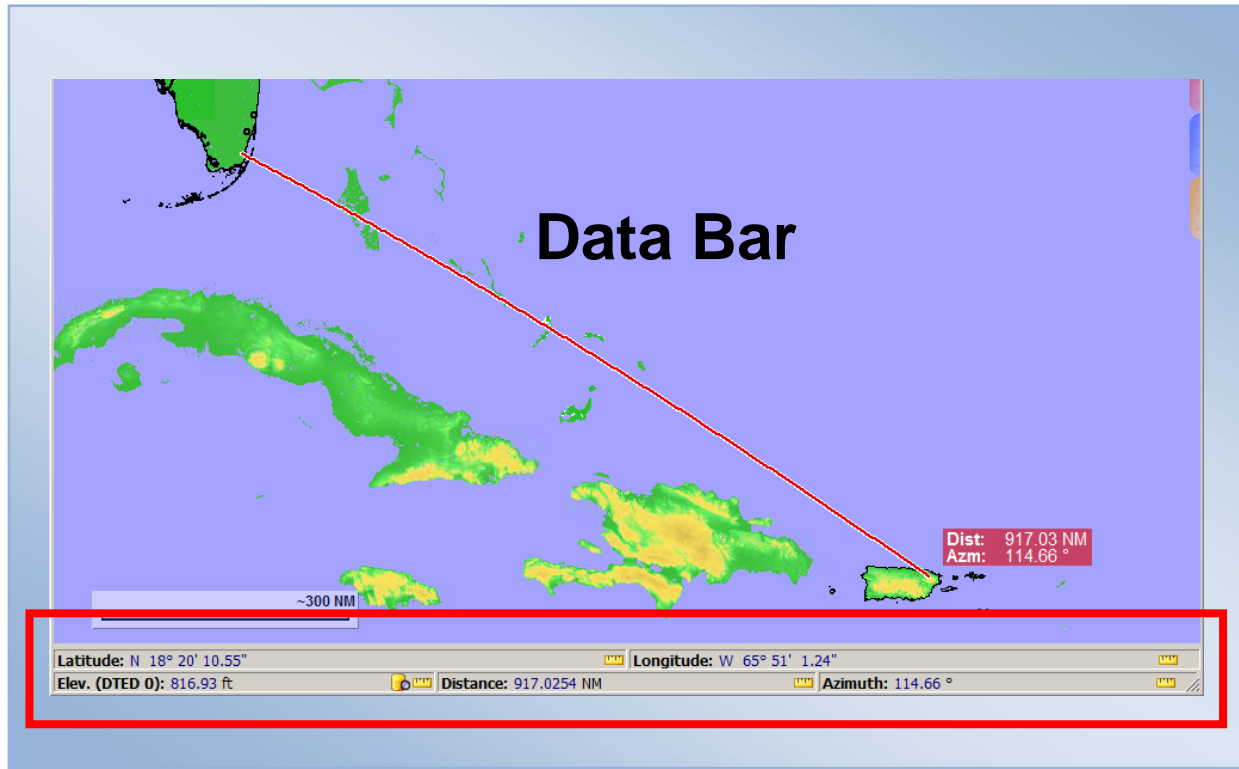 Data Bar
Dist: 917.03 NM
Azm: 114.66 °
~300 NM
Latitude: N 18° 20' 10.55" Longitude: W 65° 51' 1.24"
Elev. (DTED 0): 816.93 ft Distance: 917.0254 NM Azimuth: 114.66 °